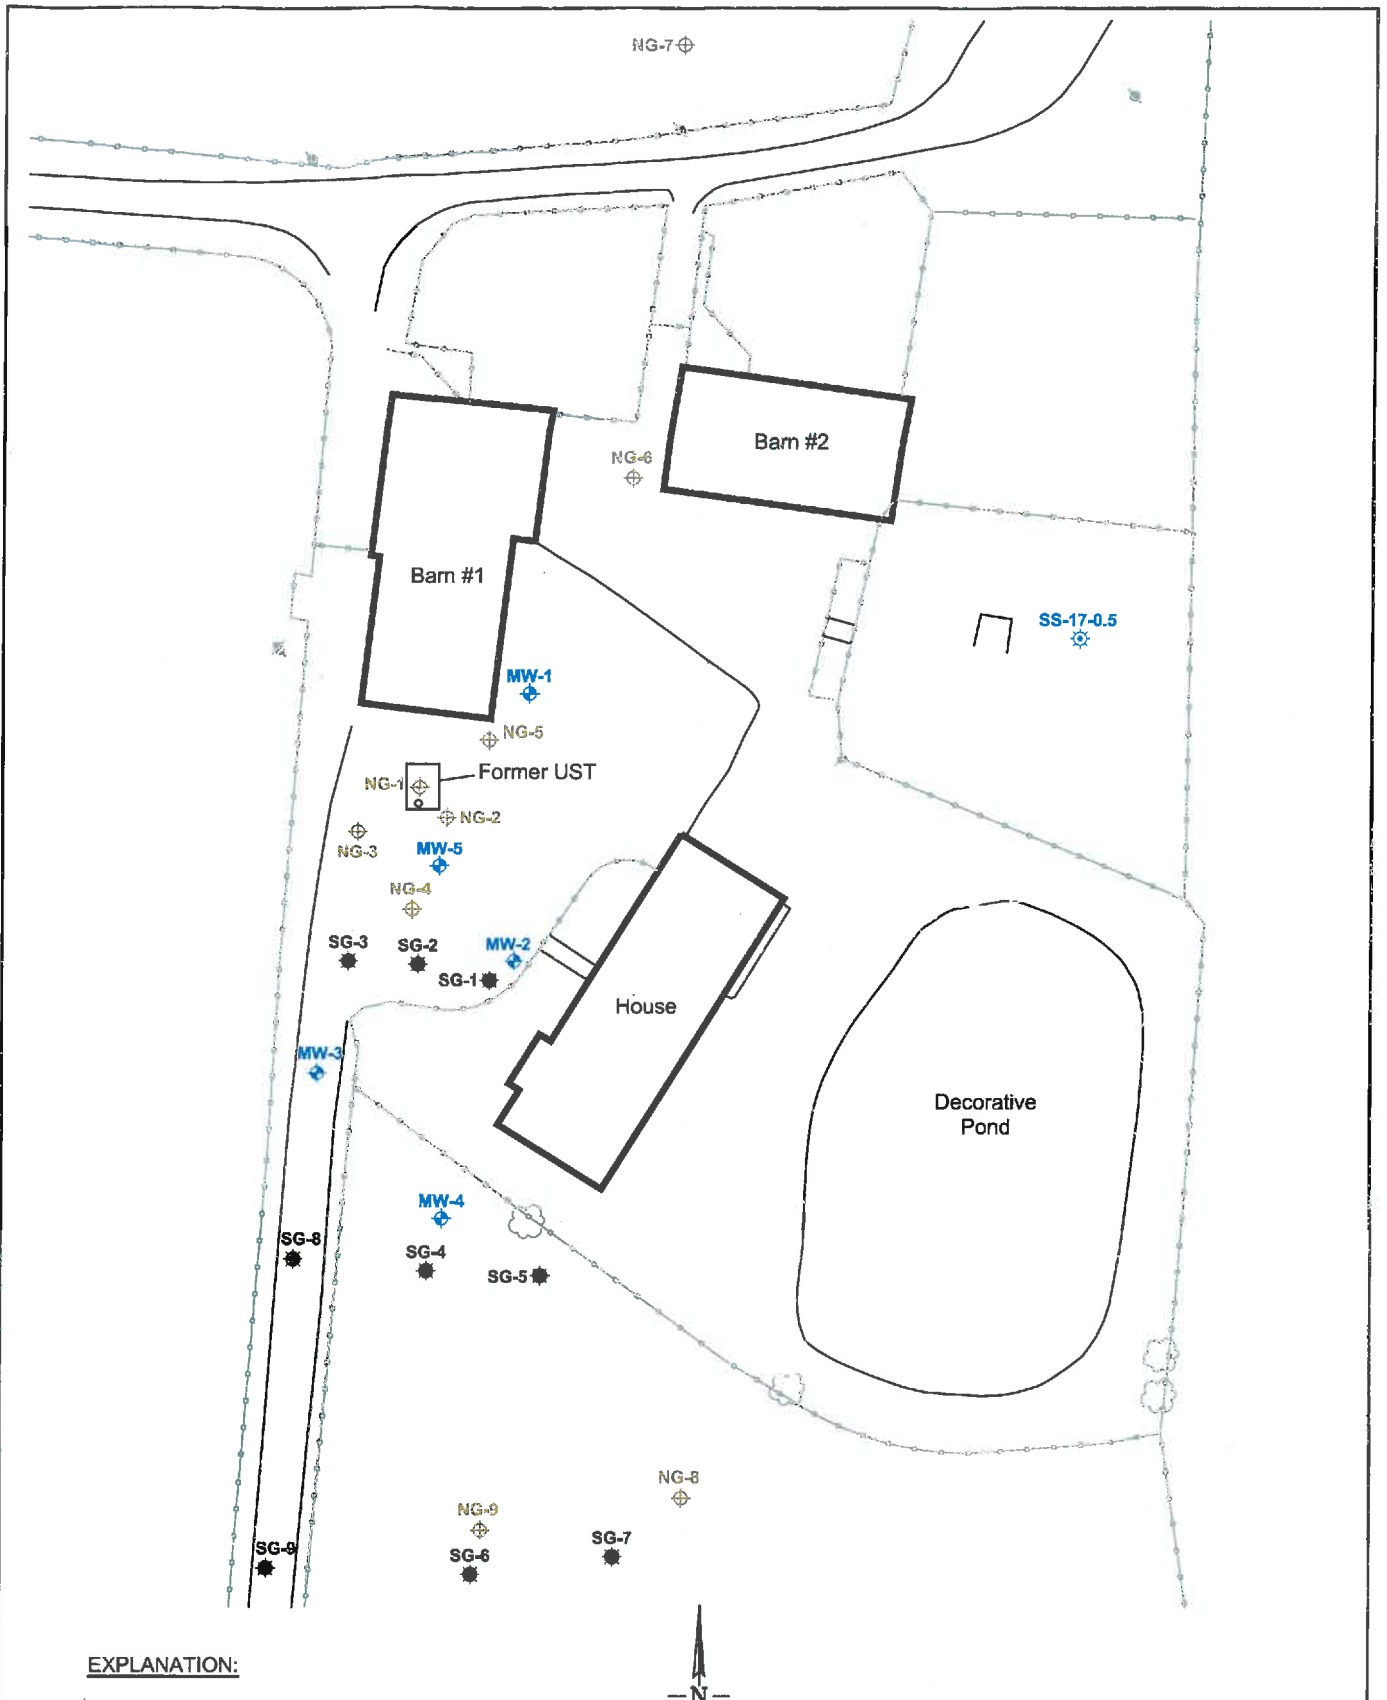 NG-7
Barn #2
NG-6
Barn #1
SS-17-0.5
MW-1
NG-5
Former UST
NG-1
NG-2
NG-3
MW-5
NG-4
SG-3
SG-2
MW-2
SG-1
House
MW-3
Decorative
Pond
MW-4
SG-8
SG-4
SG-5
NG-8
NG-9
SG-7
SG-9
SG-6
EXPLANATION:
N